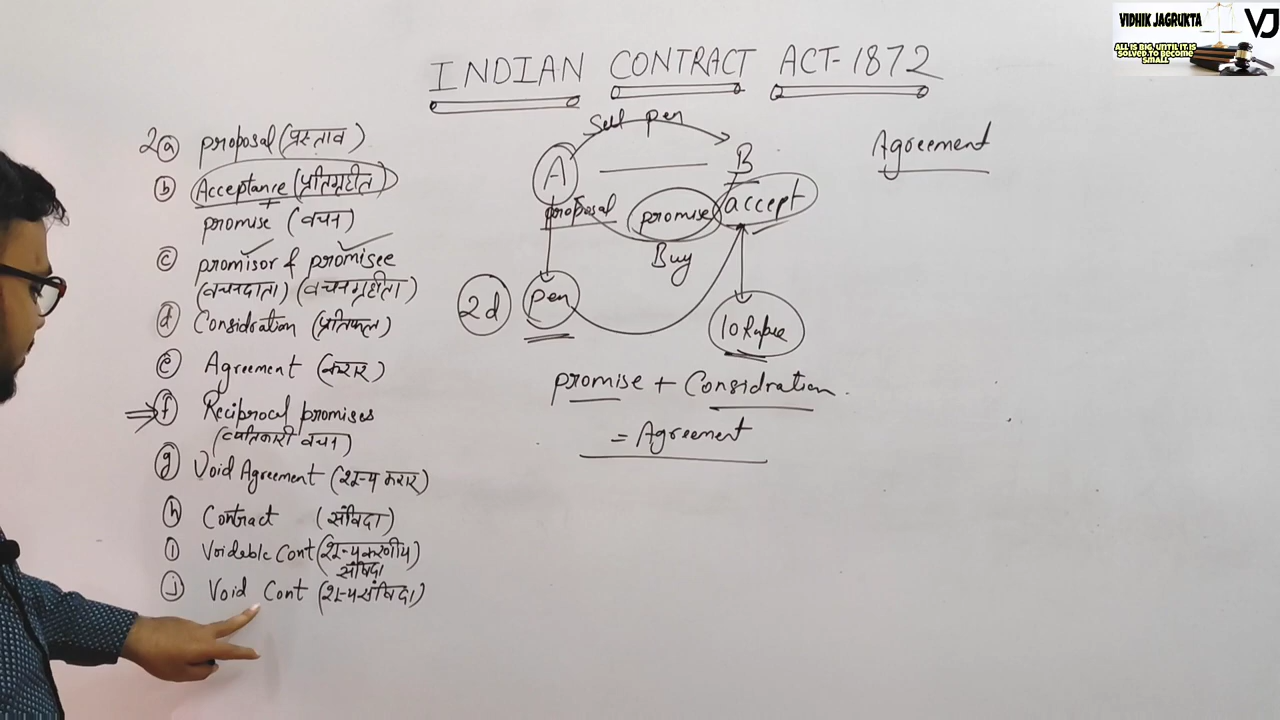 VIDHIK JAGRUKTA
VJ
ALL IS BIG, UNTIL IT IS
SOLVED TO BECOME
SMALL
INDIAN CONTRACT ACT-1872
2 a proposal (प्रस्ताव)
b Acceptance (प्रतिगृहीत)
+
promise (वचन)
c promisor & promisee
(वचनदाता) (वचनगृहीता)
d Considration (प्रतिफल)
e Agreement (करार)
f Reciprocal promises
(व्यतिकारी वचन)
g Void Agreement (शून्य करार)
h Contract (संविदा)
i Voidable Cont (शून्यकरणीय)
संविदा
j Void Cont (शून्य संविदा)
Sell pen
A B
proposal promise accept
Buy
2d pen 10 Rupee
promise + Considration.
= Agreement
Agreement